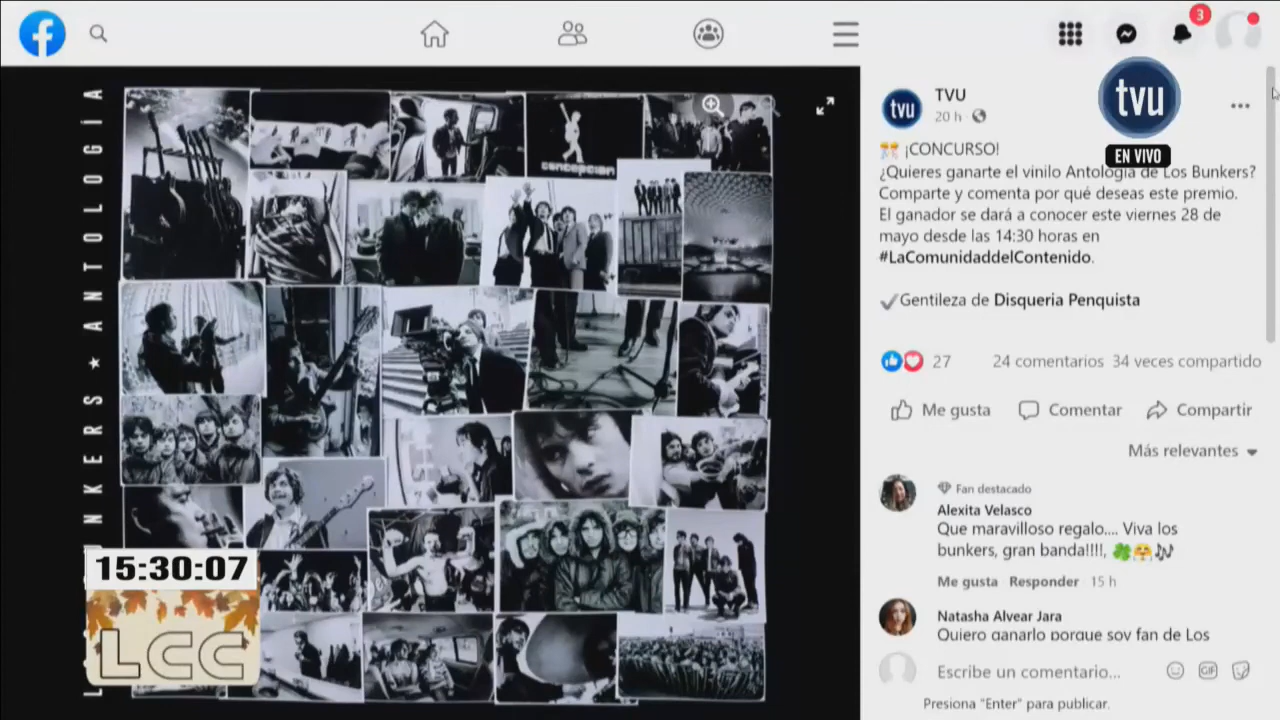 3
tvu
TVU
20 h
tvu
EN VIVO
¡CONCURSO!
¿Quieres ganarte el vinilo Antología de Los Bunkers?
Comparte y comenta por qué deseas este premio.
El ganador se dará a conocer este viernes 28 de
mayo desde las 14:30 horas en
#LaComunidaddelContenido.
✓Gentileza de Disqueria Penquista
27
24 comentarios 34 veces compartido
Me gusta
Comentar
Compartir
Más relevantes
Fan destacado
Alexita Velasco
Que maravilloso regalo.... Viva los
bunkers, gran banda!!!!,
Me gusta Responder 15 h
Natasha Alvear Jara
Quiero ganarlo porque soy fan de Los
Escribe un comentario...
GIF
Presiona "Enter" para publicar.
NKERS ★ ANTOLOGÍA
concepcion
15:30:07
LCC